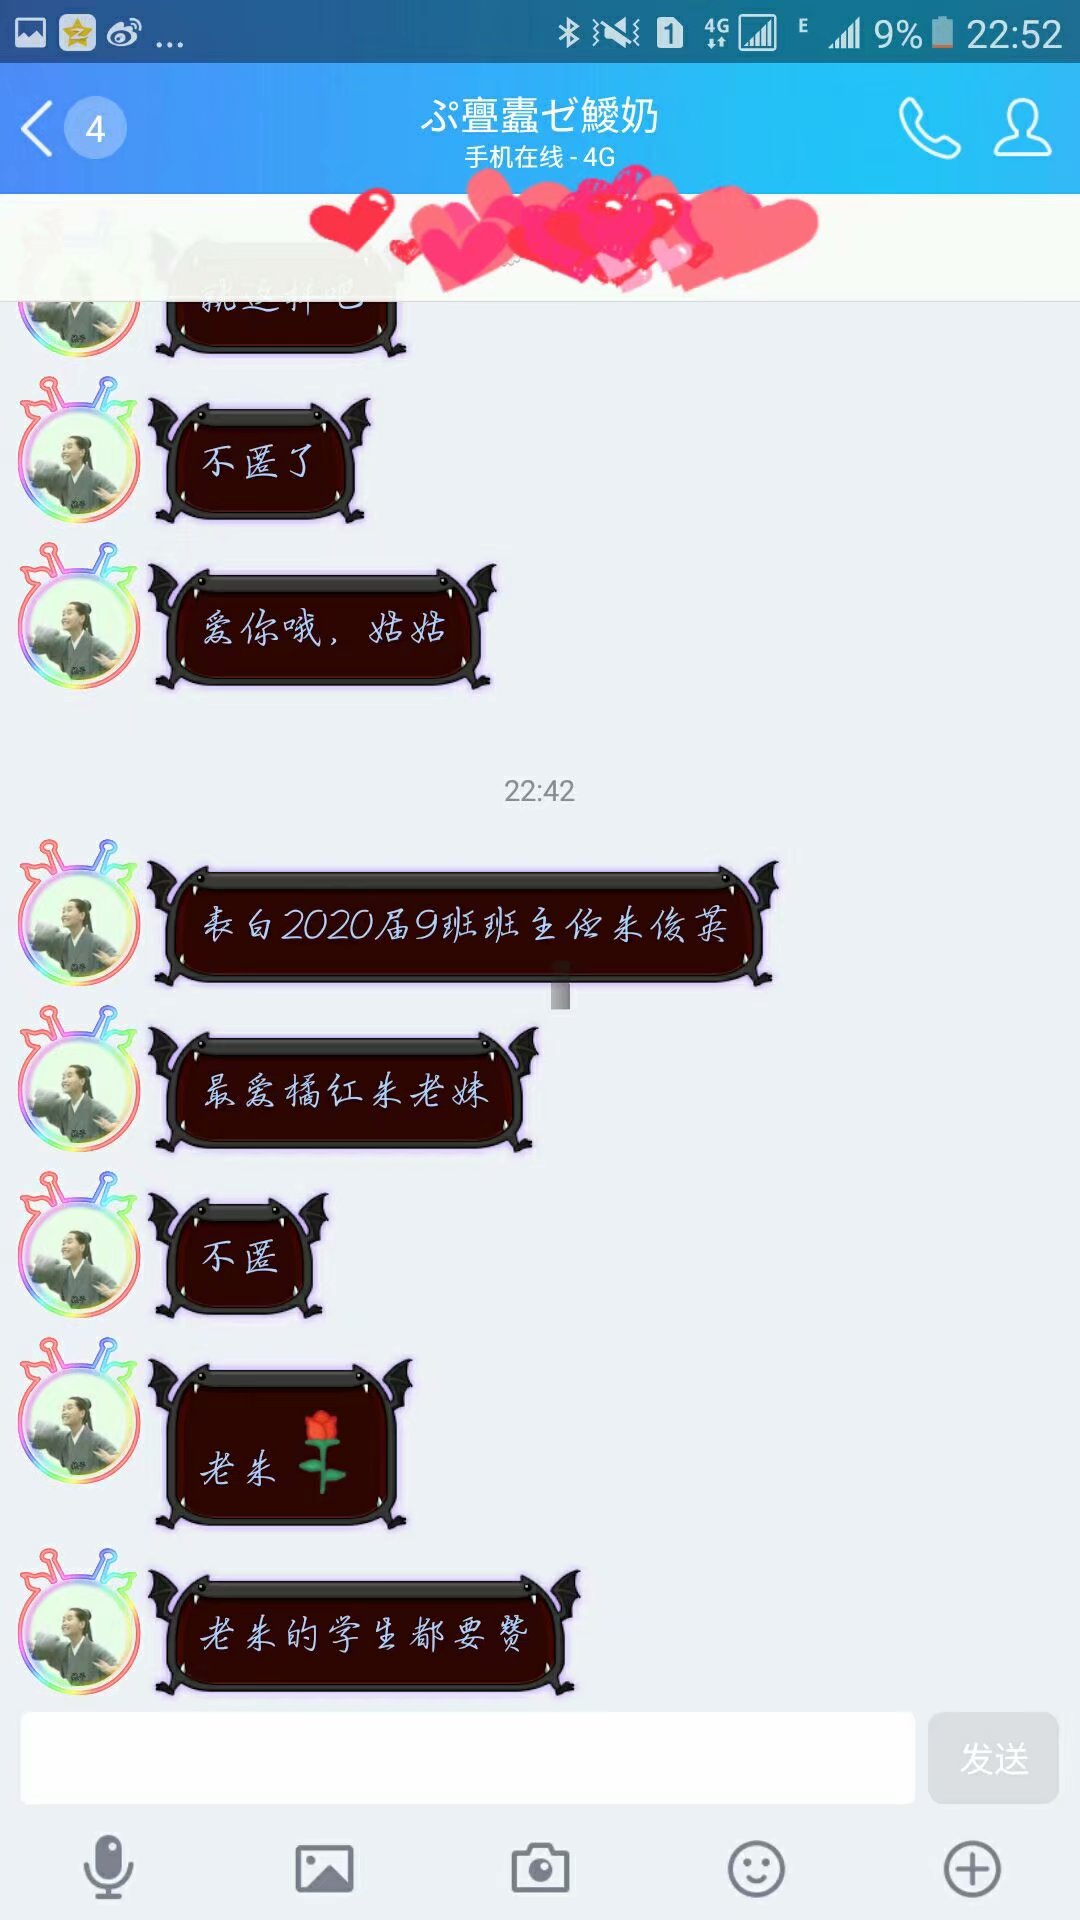 4G
E
9%
22:52
4
ぷ亹纛ゼ鱫奶
手机在线 - 4G
就这样吧
不匿了
爱你哦，姑姑
22:42
表白2020届9班班主任朱俊英
最爱橘红朱老妹
不匿
老朱
老朱的学生都要赞
发送